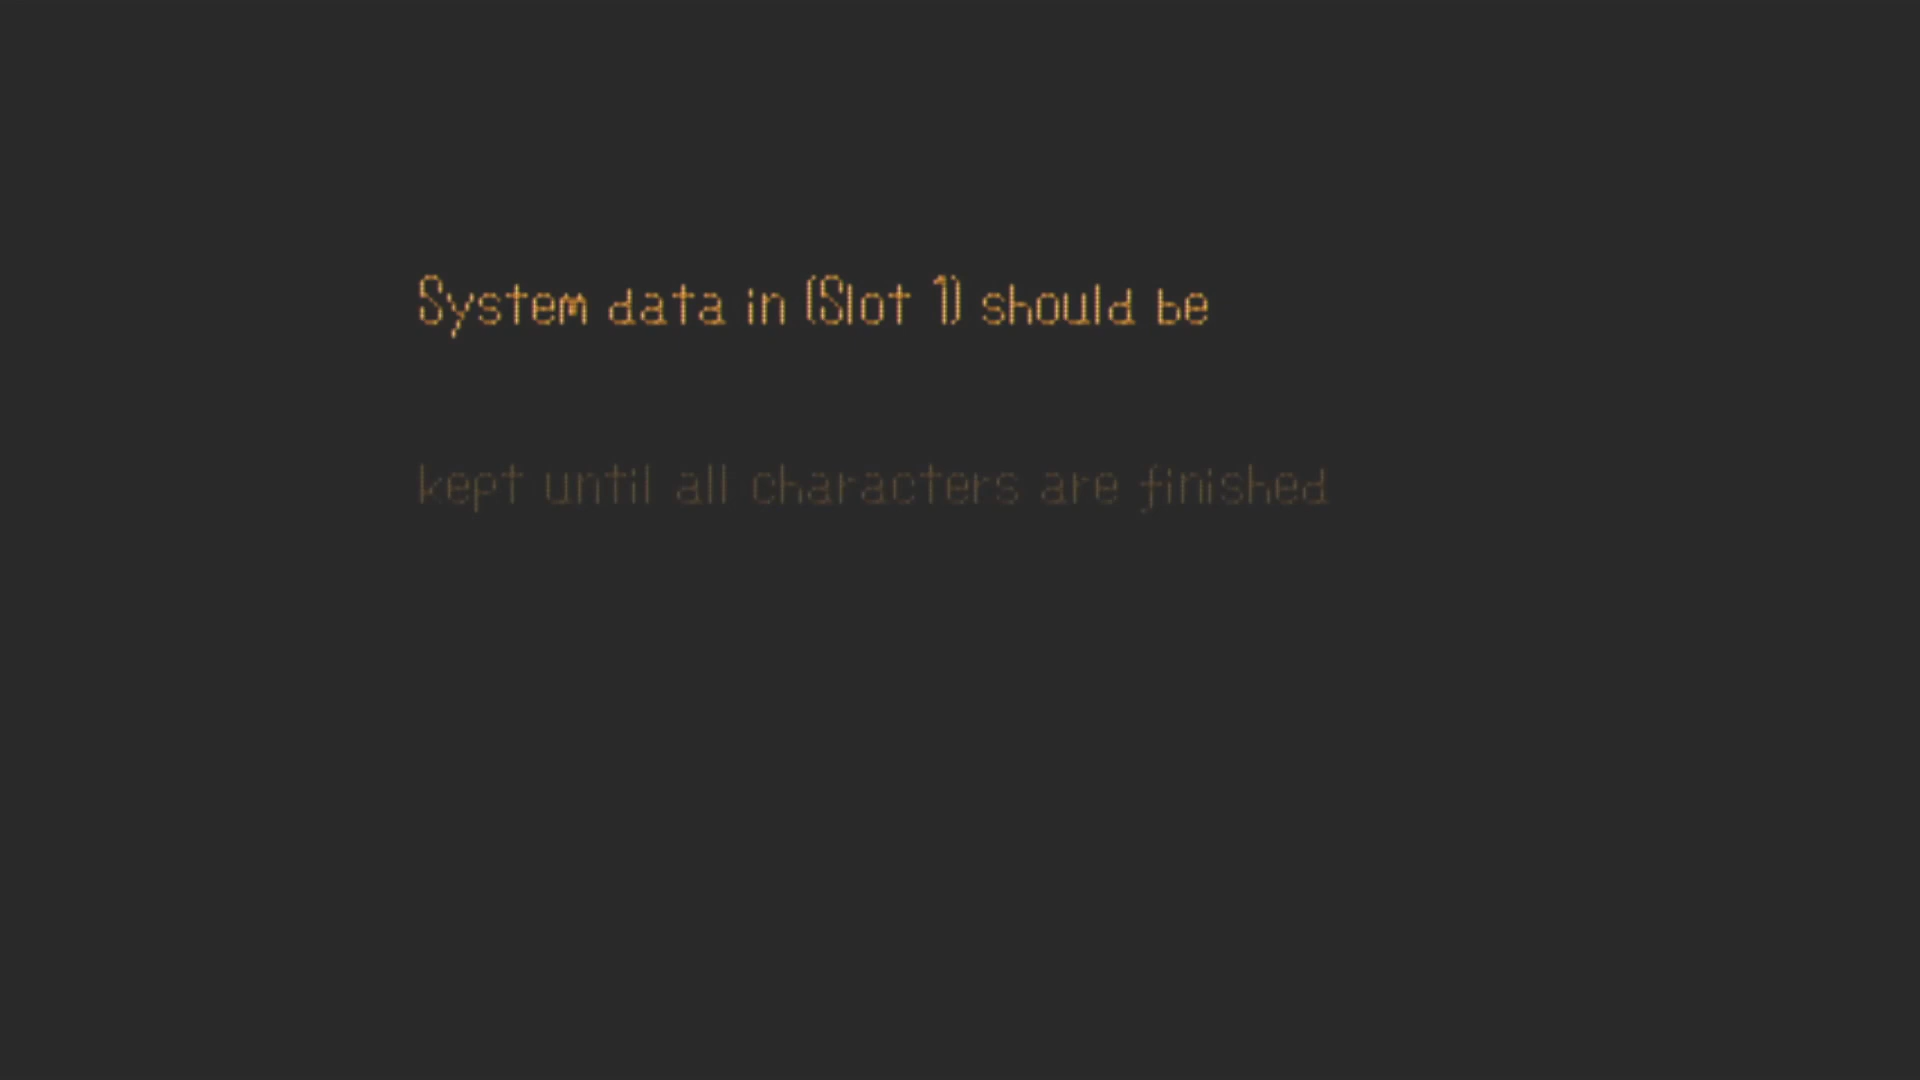 System data in (Slot 1) should be
kept until all characters are finished